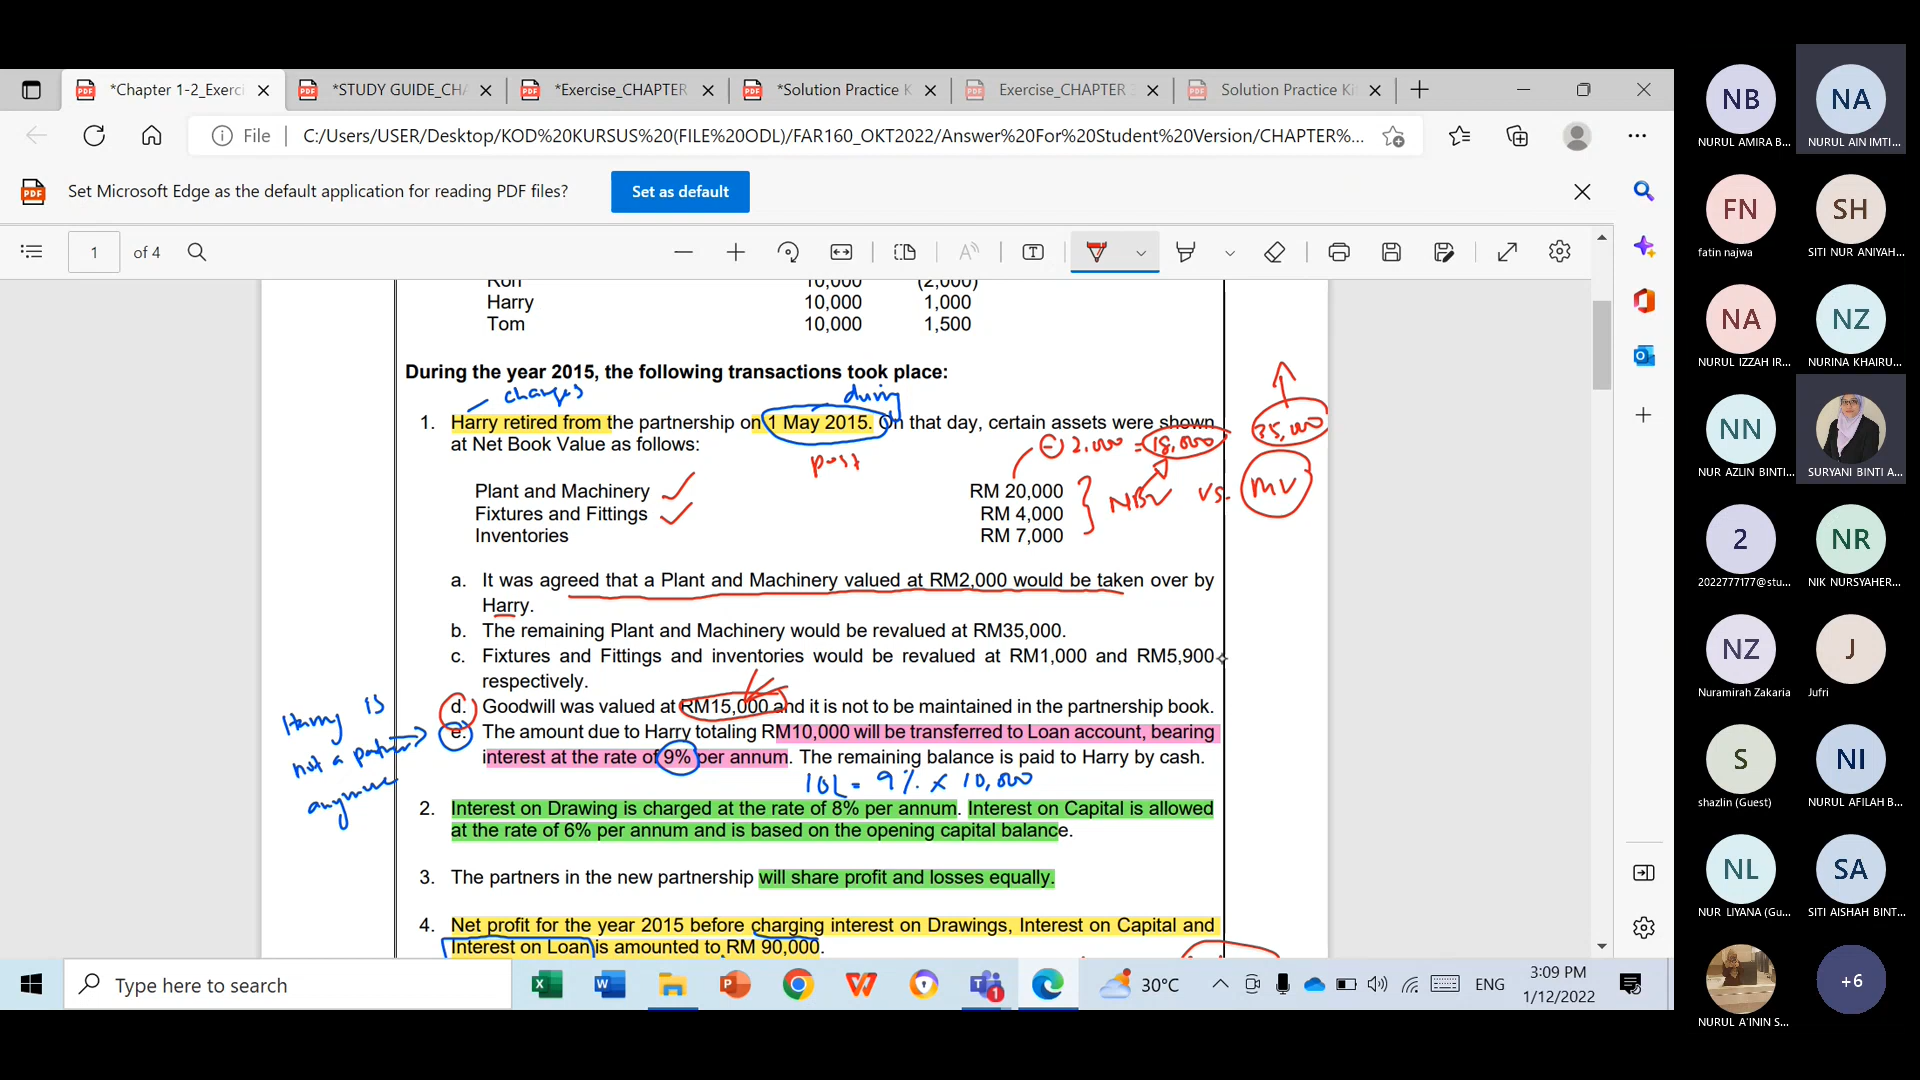 *Chapter 1-2_Exerci
*STUDY GUIDE_CHA
*Exercise_CHAPTER
*Solution Practice K
Exercise_CHAPTER
Solution Practice Ki
File
C:/Users/USER/Desktop/KOD%20KURSUS%20(FILE%20ODL)/FAR160_OKT2022/Answer%20For%20Student%20Version/CHAPTER%...
Set Microsoft Edge as the default application for reading PDF files?
Set as default
1 of 4
Ron 10,000 (2,000)
Harry 10,000 1,000
Tom 10,000 1,500
During the year 2015, the following transactions took place:
changes during
1. Harry retired from the partnership on 1 May 2015. On that day, certain assets were shown
at Net Book Value as follows:
past
2,000 = 18,000
35,000
Plant and Machinery RM 20,000
Fixtures and Fittings RM 4,000
Inventories RM 7,000
NBV vs. MV
a. It was agreed that a Plant and Machinery valued at RM2,000 would be taken over by
Harry.
b. The remaining Plant and Machinery would be revalued at RM35,000.
c. Fixtures and Fittings and inventories would be revalued at RM1,000 and RM5,900
respectively.
d. Goodwill was valued at RM15,000 and it is not to be maintained in the partnership book.
e. The amount due to Harry totaling RM10,000 will be transferred to Loan account, bearing
interest at the rate of 9% per annum. The remaining balance is paid to Harry by cash.
Harry is
not a partner
anymore
IOL = 9% x 10,000
2. Interest on Drawing is charged at the rate of 8% per annum. Interest on Capital is allowed
at the rate of 6% per annum and is based on the opening capital balance.
3. The partners in the new partnership will share profit and losses equally.
4. Net profit for the year 2015 before charging interest on Drawings, Interest on Capital and
Interest on Loan is amounted to RM 90,000.
Type here to search
1
30°C
ENG
3:09 PM
1/12/2022
NB
NURUL AMIRA B...
NA
NURUL AIN IMTI...
FN
fatin najwa
SH
SITI NUR ANIYAH...
NA
NURUL IZZAH IR...
NZ
NURINA KHAIRU...
NN
NUR AZLIN BINTI...
SURYANI BINTI A...
2
2022777177@stu...
NR
NIK NURSYAHER...
NZ
Nuramirah Zakaria
J
Jufri
S
shazlin (Guest)
NI
NURUL AFILAH B...
NL
NUR LIYANA (Gu...
SA
SITI AISHAH BINT...
NURUL A'ININ S...
+6